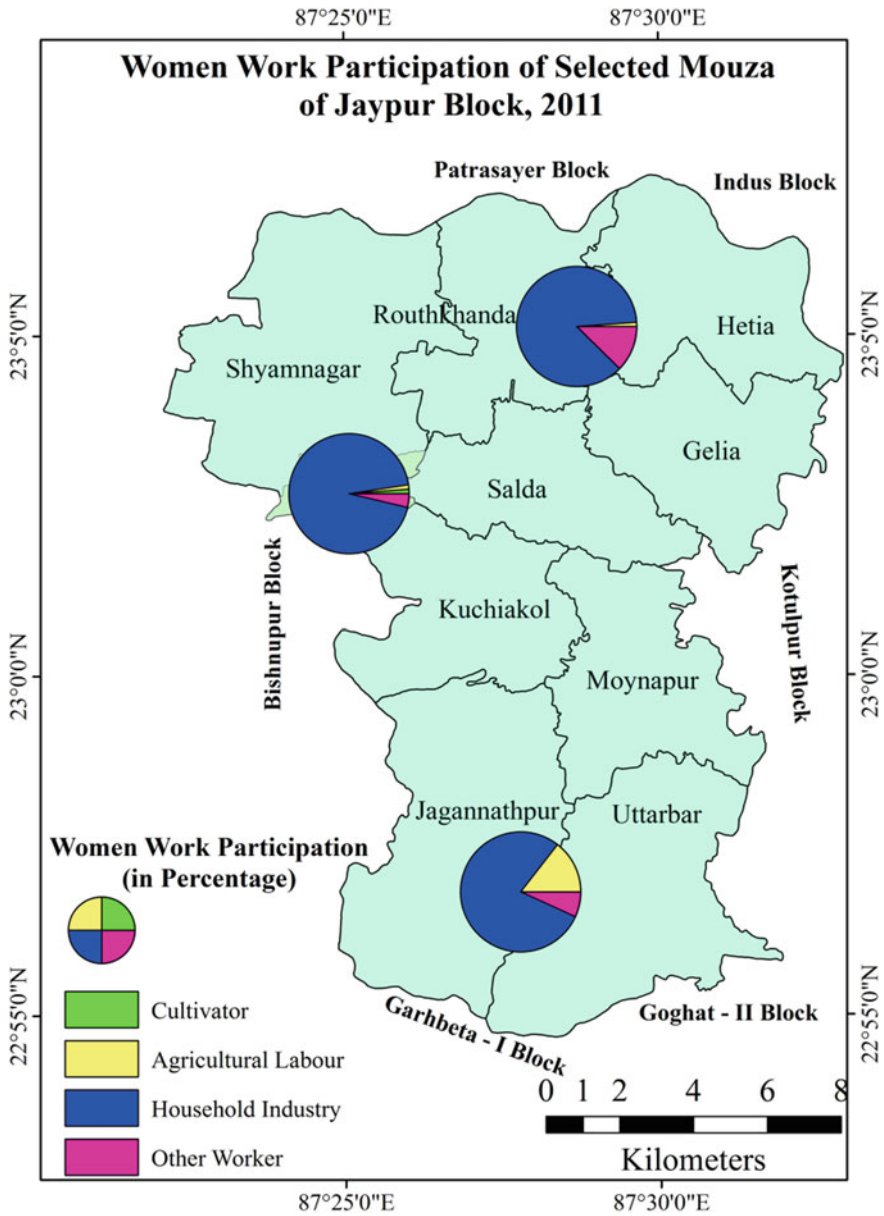 87°25'0"E
87°30'0"E
Women Work Participation of Selected Mouza
of Jaypur Block, 2011
Patrasayer Block
Indus Block
23°5'0"N
23°5'0"N
Routhkhanda
Hetia
Shyamnagar
Gelia
Salda
Bishnupur Block
Kotulpur Block
Kuchiakol
23°0'0"N
23°0'0"N
Moynapur
Jagannathpur
Uttarbar
Women Work Participation
(in Percentage)
Cultivator
Agricultural Labour
Household Industry
Other Worker
Garhbeta - I Block
Goghat - II Block
22°55'0"N
22°55'0"N
0 1 2 4 6 8
Kilometers
87°25'0"E
87°30'0"E